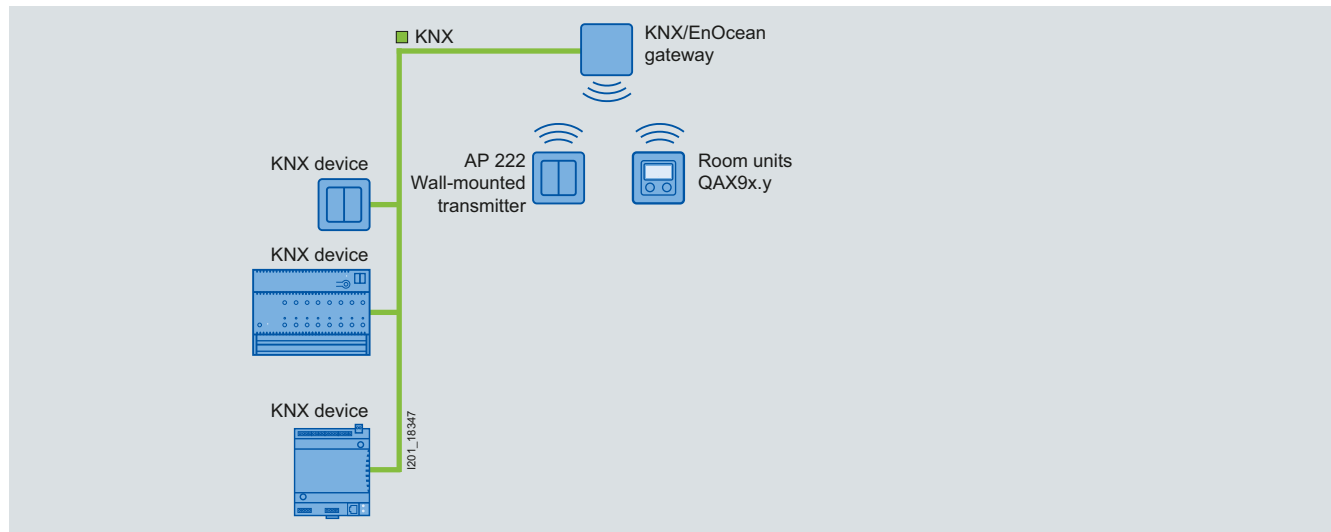 KNX
KNX/EnOcean
gateway
KNX device
AP 222
Wall-mounted
transmitter
Room units
QAX9x.y
KNX device
KNX device
I201_18347